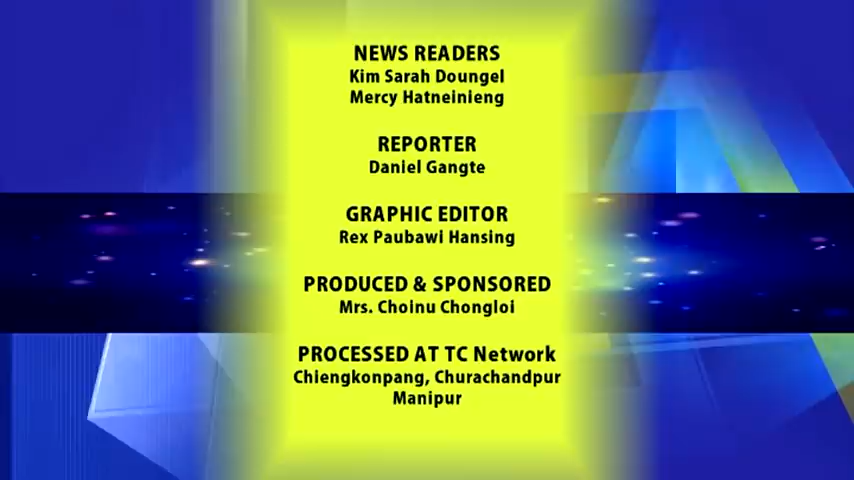 NEWS READERS
Kim Sarah Doungel
Mercy Hatneinieng
REPORTER
Daniel Gangte
GRAPHIC EDITOR
Rex Paubawi Hansing
PRODUCED & SPONSORED
Mrs. Choinu Chongloi
PROCESSED AT TC Network
Chiengkonpang, Churachandpur
Manipur